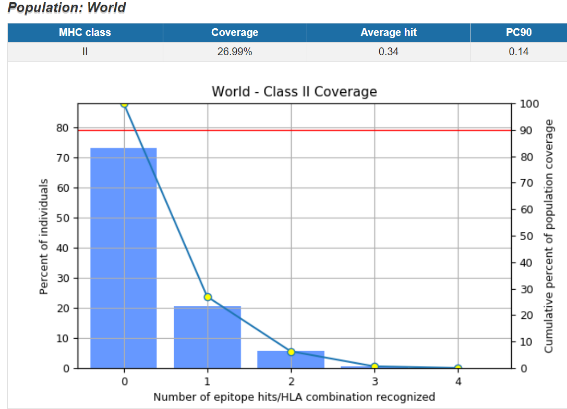 Population: World
MHC class Coverage Average hit PC90
II 26.99% 0.34 0.14
World - Class II Coverage
80
70
60
50
40
30
20
10
0
Percent of individuals
100
90
80
70
60
50
40
30
20
10
0
Cumulative percent of population coverage
0 1 2 3 4
Number of epitope hits/HLA combination recognized